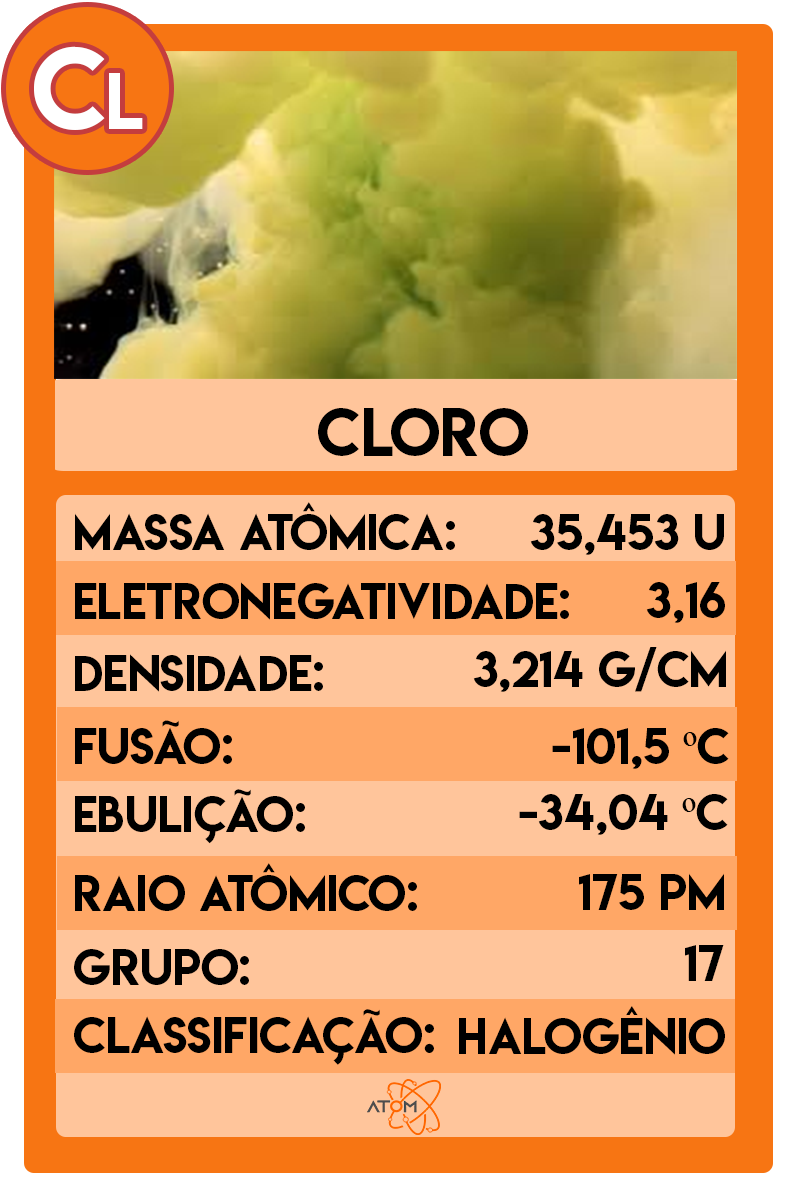 CL
CLORO
MASSA ATÔMICA: 35,453 U
ELETRONEGATIVIDADE: 3,16
DENSIDADE: 3,214 G/CM
FUSÃO: -101,5 ºC
EBULIÇÃO: -34,04 ºC
RAIO ATÔMICO: 175 PM
GRUPO: 17
CLASSIFICAÇÃO: HALOGÊNIO
ATOM